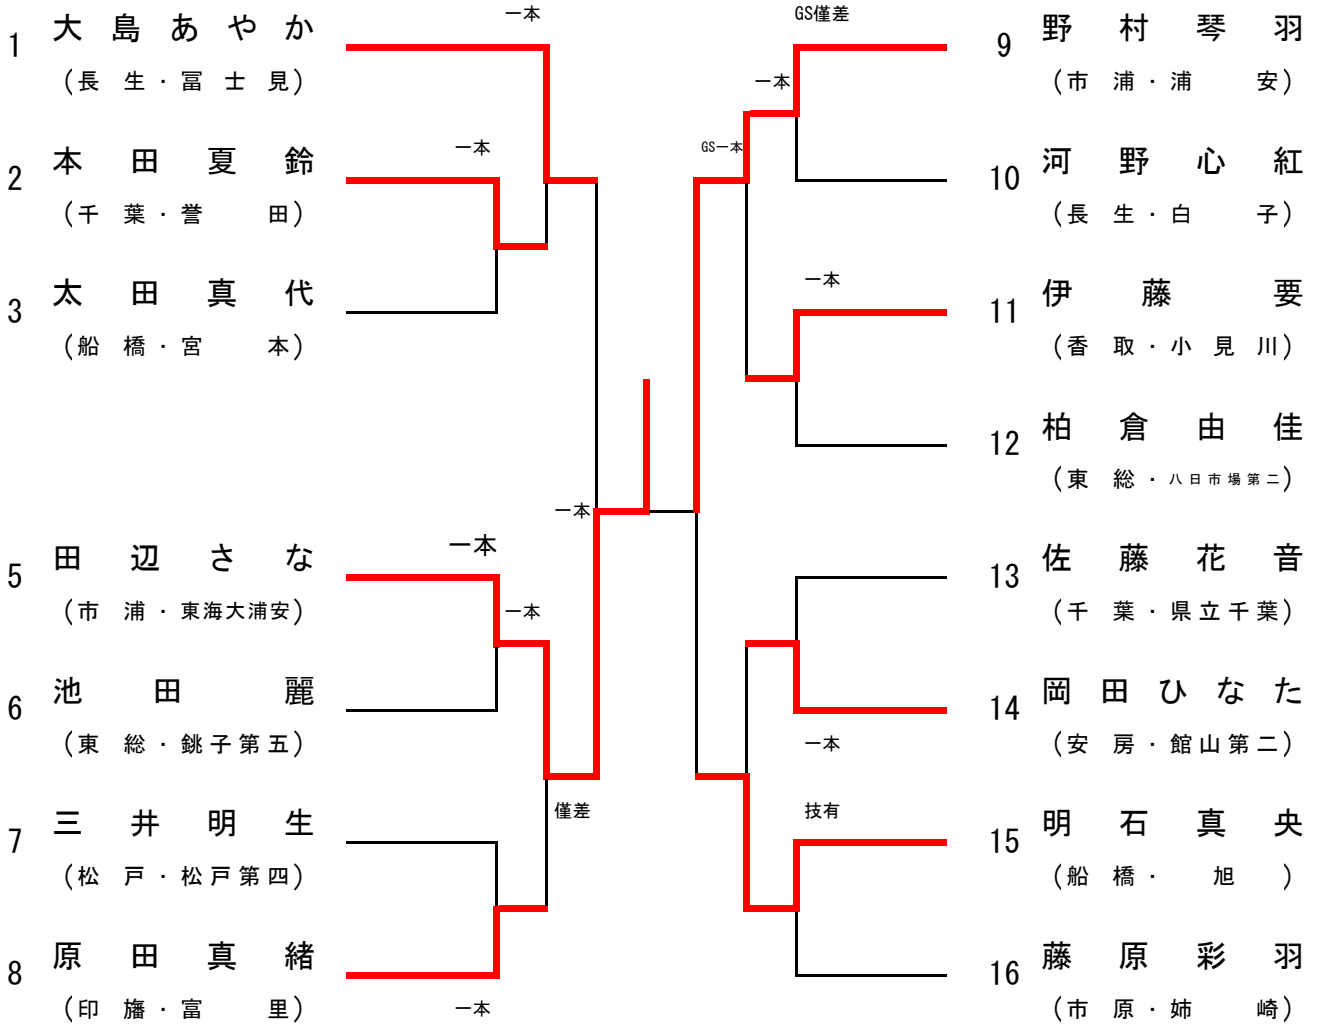 一本
1 大島あやか
（長生・冨士見）
一本
2 本田夏鈴
（千葉・誉田）
3 太田真代
（船橋・宮本）
一本
一本
5 田辺さな
（市浦・東海大浦安）
一本
6 池田麗
（東総・銚子第五）
僅差
7 三井明生
（松戸・松戸第四）
8 原田真緒
（印旛・富里）
一本
GS僅差
9 野村琴羽
（市浦・浦安）
一本
GS一本
10 河野心紅
（長生・白子）
一本
11 伊藤要
（香取・小見川）
12 柏倉由佳
（東総・八日市場第二）
13 佐藤花音
（千葉・県立千葉）
14 岡田ひなた
（安房・館山第二）
一本
技有
15 明石真央
（船橋・旭）
16 藤原彩羽
（市原・姉崎）